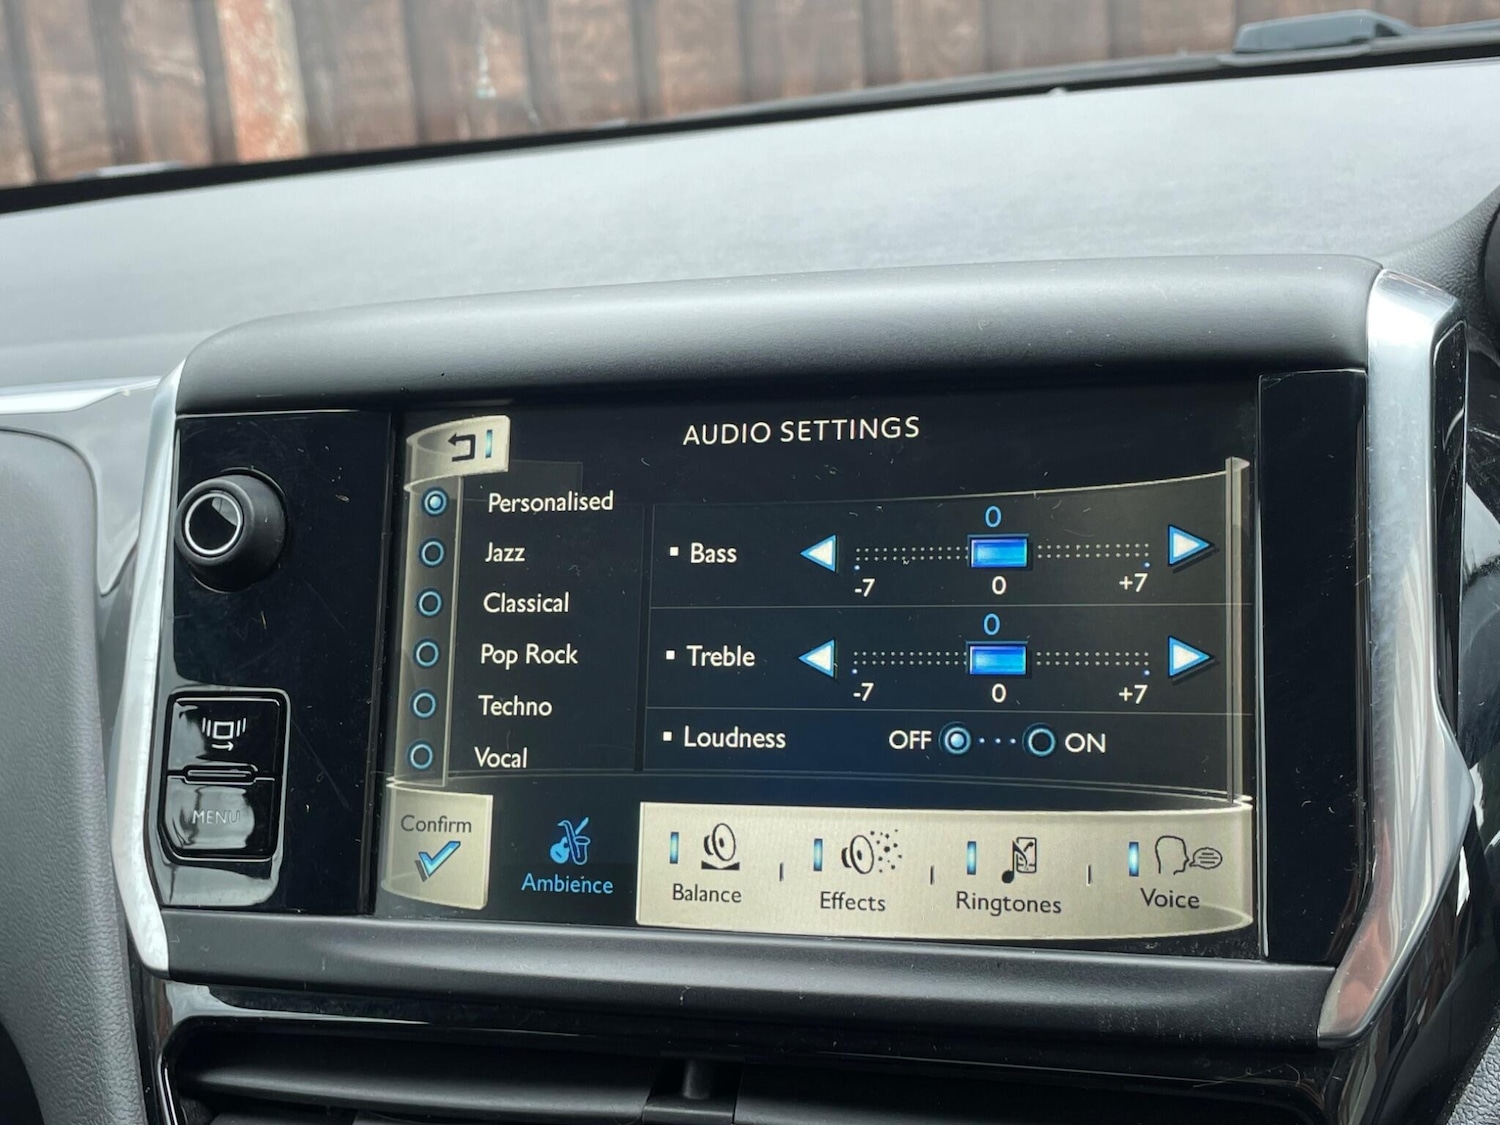 AUDIO SETTINGS
Personalised
Jazz
Classical
Pop Rock
Techno
Vocal
0
Bass
-7 0 +7
0
Treble
-7 0 +7
Loudness OFF ON
MENU
Confirm
Ambience
Balance
Effects
Ringtones
Voice